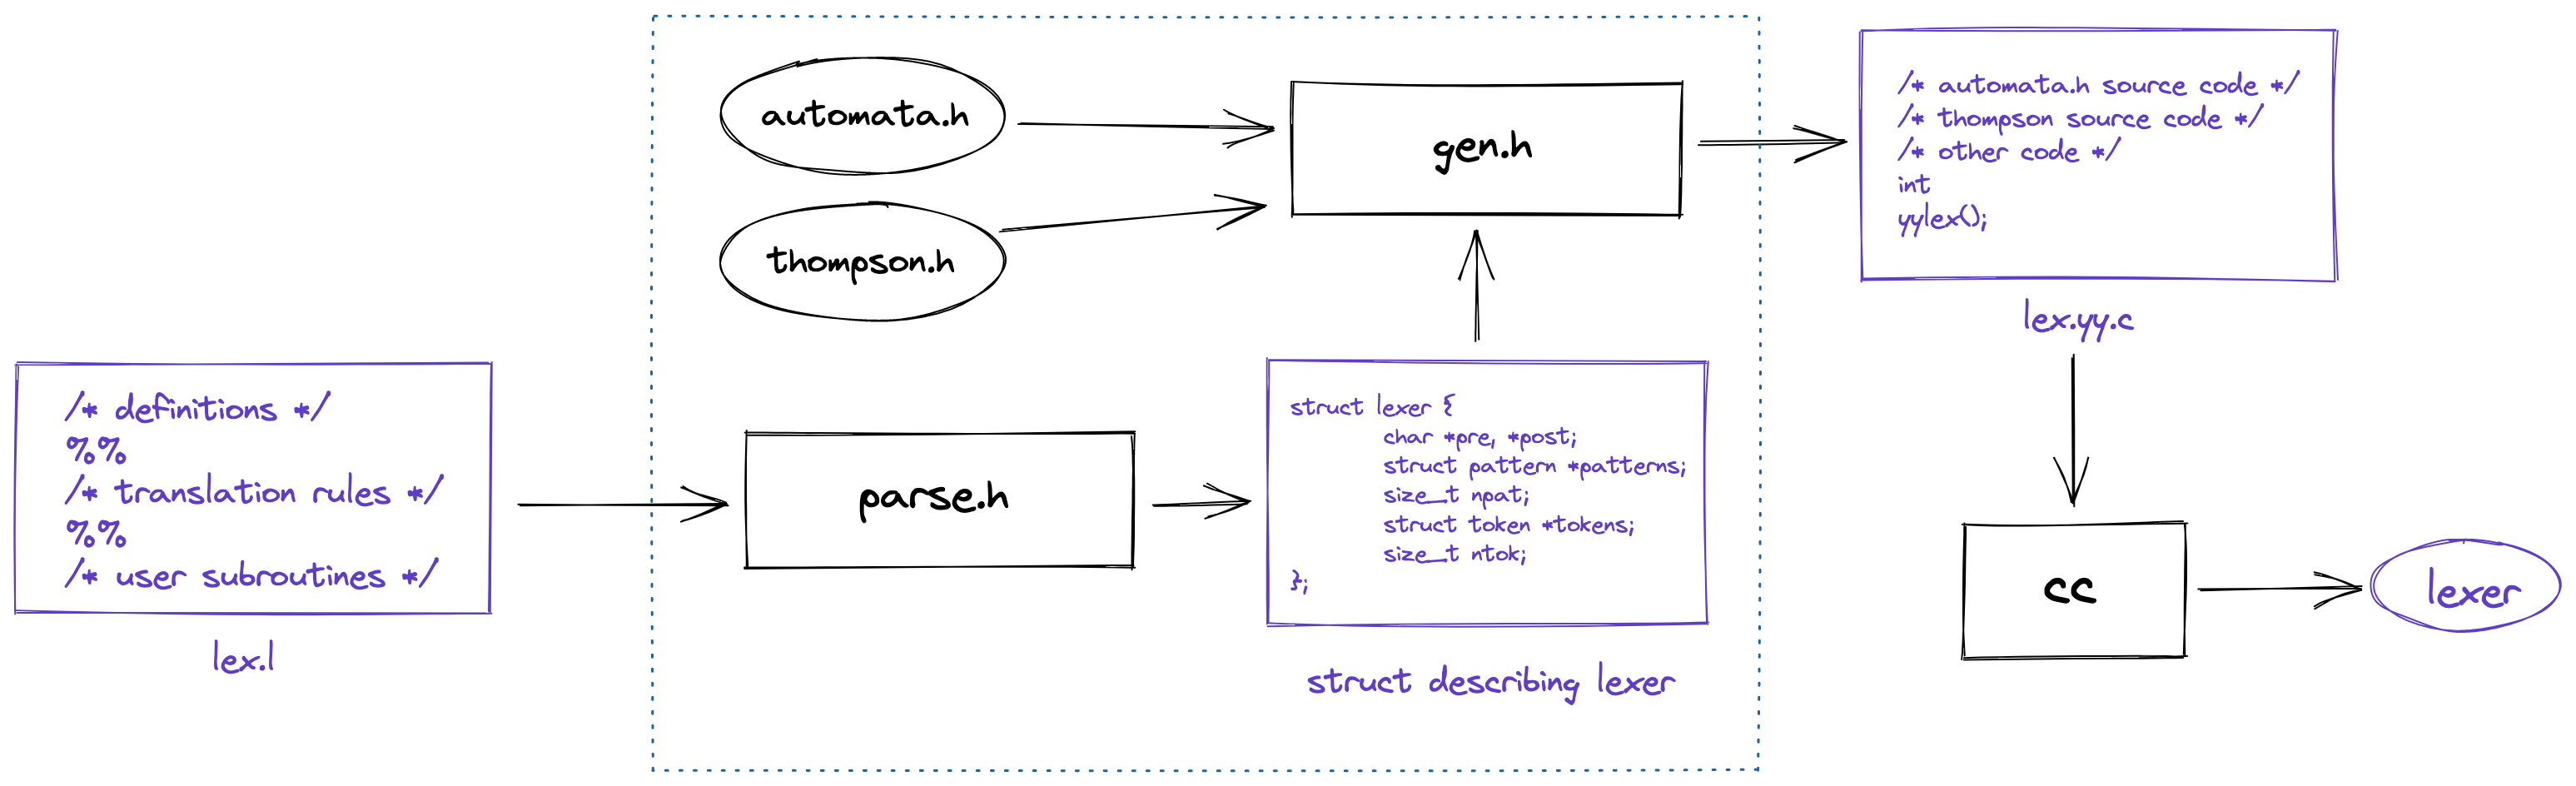 /* definitions */
%%
/* translation rules */
%%
/* user subroutines */
lex.l
automata.h
thompson.h
parse.h
gen.h
struct lexer {
char *pre, *post;
struct pattern *patterns;
size_t npat;
struct token *tokens;
size_t ntok;
};
struct describing lexer
/* automata.h source code */
/* thompson source code */
/* other code */
int
yylex();
lex.yy.c
cc
lexer